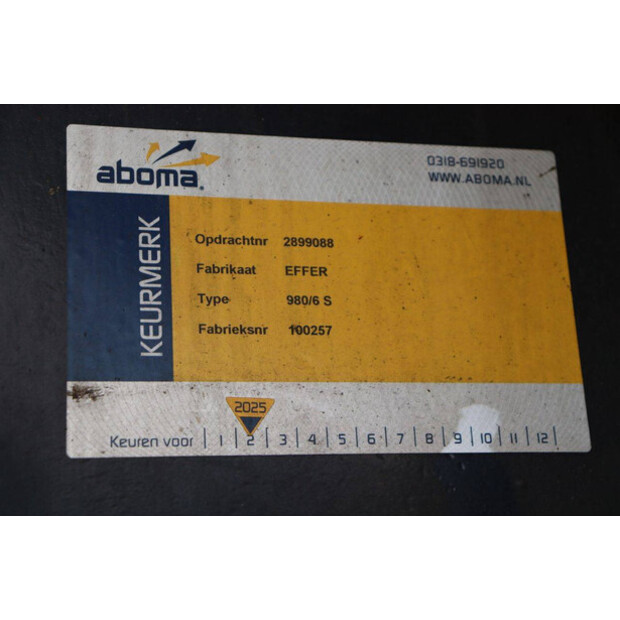 aboma.
0318-691920
WWW.ABOMA.NL
KEURMERK
Opdrachtnr 2899088
Fabrikaat EFFER
Type 980/6 S
Fabrieksnr 100257
2025
Keuren voor | 1 | 2 | 3 | 4 | 5 | 6 | 7 | 8 | 9 | 10 | 11 | 12 |